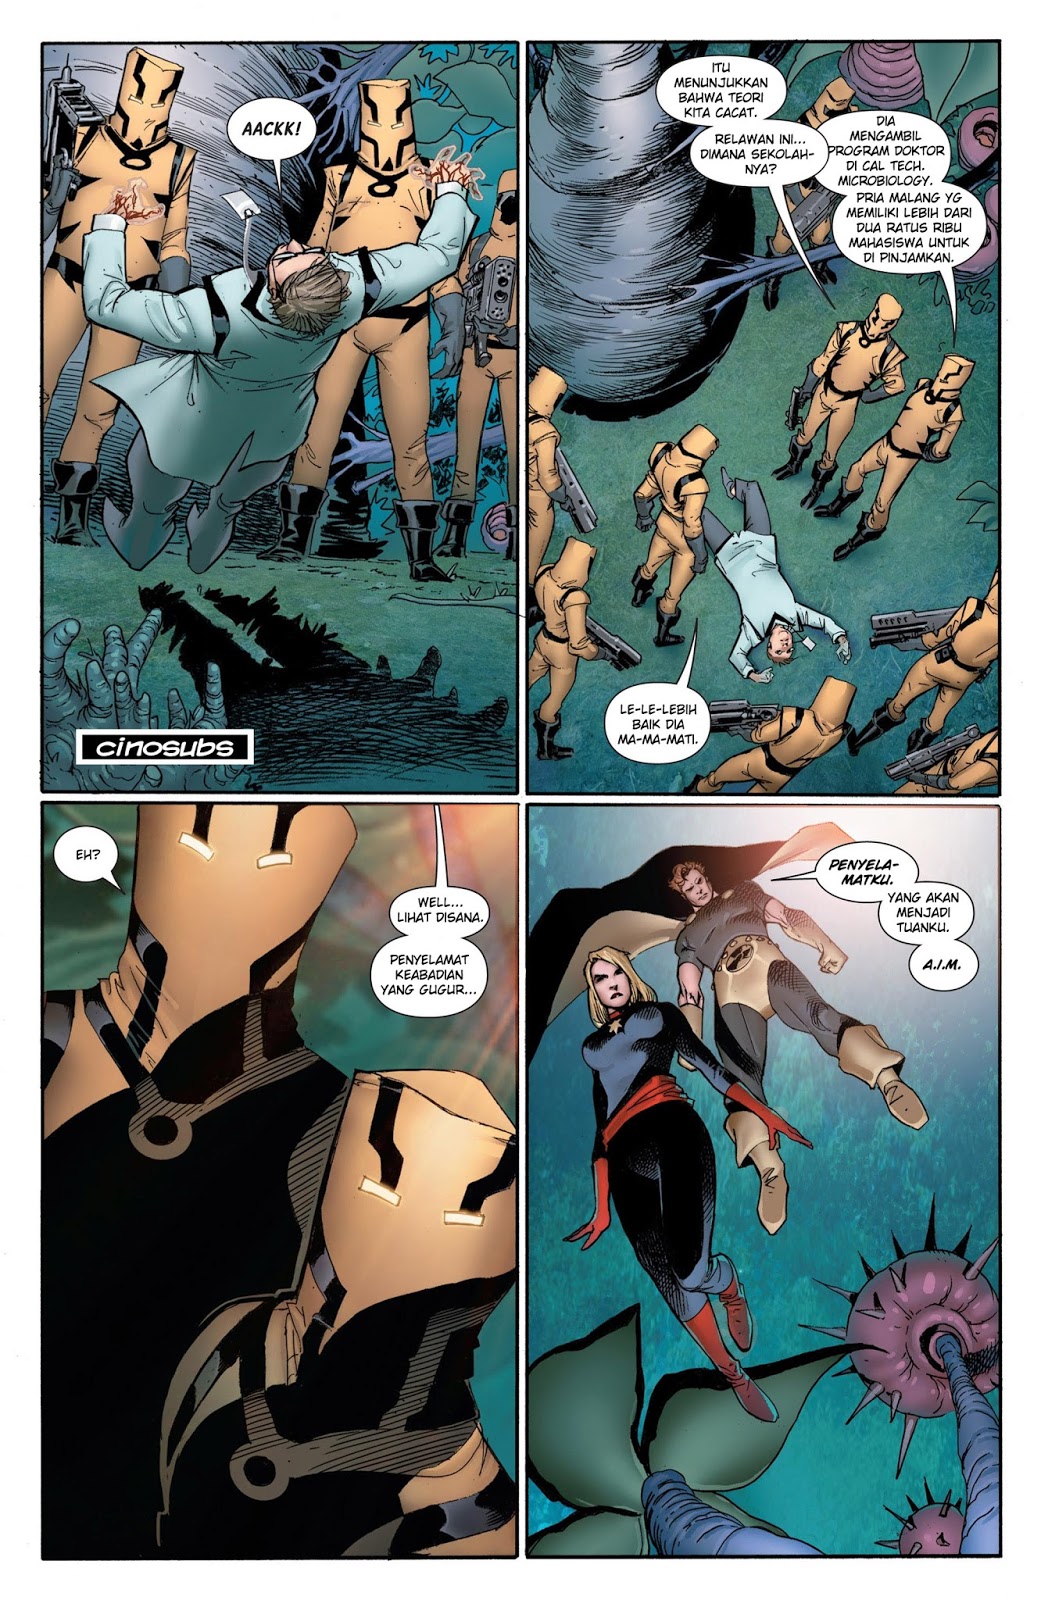 AACKK!
cinosubs
ITU
MENUNJUKKAN
BAHWA TEORI
KITA CACAT.
RELAWAN INI...
DIMANA SEKOLAH-
NYA?
DIA
MENGAMBIL
PROGRAM DOKTOR
DI CAL TECH.
MICROBIOLOGY.
PRIA MALANG YG
MEMILIKI LEBIH DARI
DUA RATUS RIBU
MAHASISWA UNTUK
DI PINJAMKAN.
LE-LE-LEBIH
BAIK DIA
MA-MA-MATI.
EH?
WELL...
LIHAT DISANA.
PENYELAMAT
KEABADIAN
YANG GUGUR...
PENYELA-
MATKU.
YANG AKAN
MENJADI
TUANKU.
A.I.M.